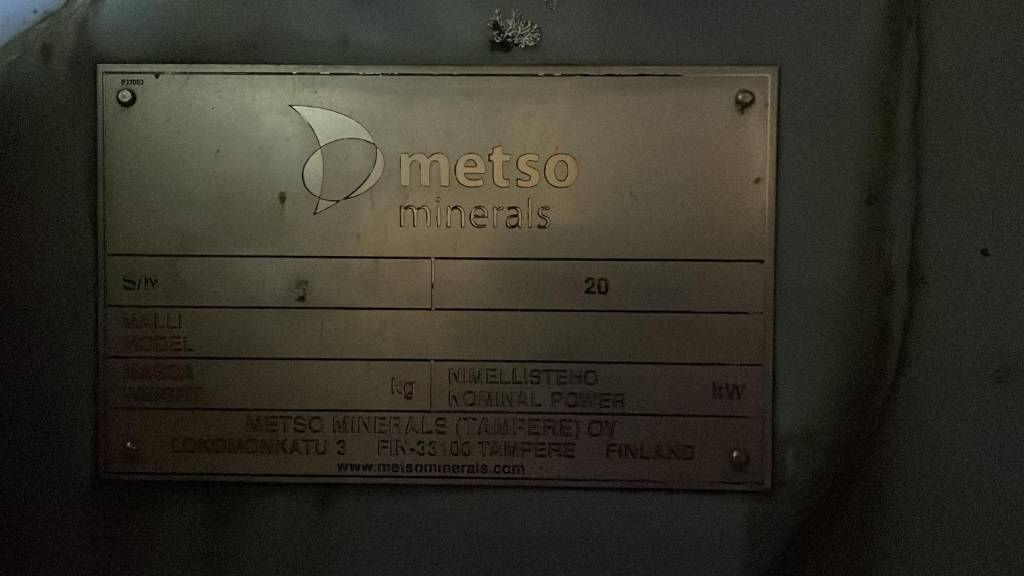 metso
minerals
S/N
20
MALLI
MODEL
MASSA
WEIGHT
kg
NIMELLISTEHO
NOMINAL POWER
kW
METSO MINERALS (TAMPERE) OY
LOKOMONKATU 3 FIN-33100 TAMPERE FINLAND
www.metsominerals.com